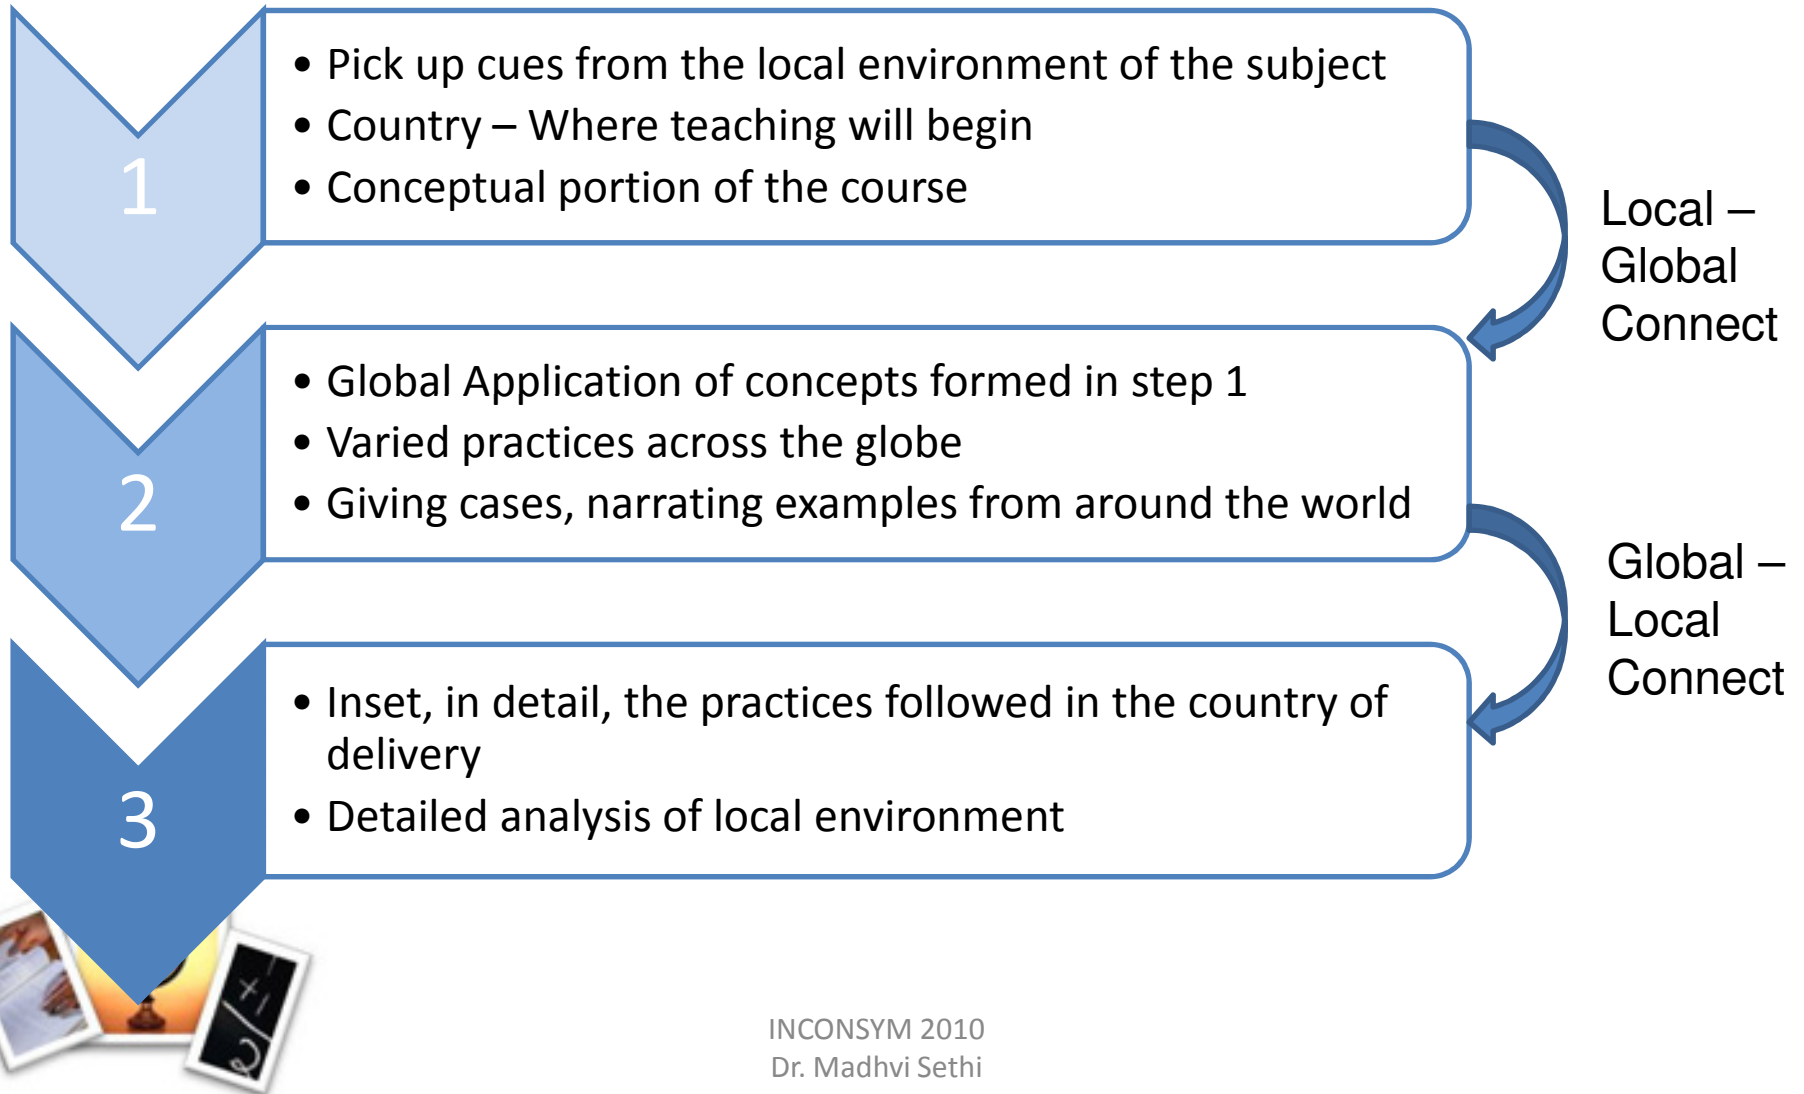 1
• Pick up cues from the local environment of the subject
• Country – Where teaching will begin
• Conceptual portion of the course
Local –
Global
Connect
2
• Global Application of concepts formed in step 1
• Varied practices across the globe
• Giving cases, narrating examples from around the world
Global –
Local
Connect
3
• Inset, in detail, the practices followed in the country of
delivery
• Detailed analysis of local environment
INCONSYM 2010
Dr. Madhvi Sethi